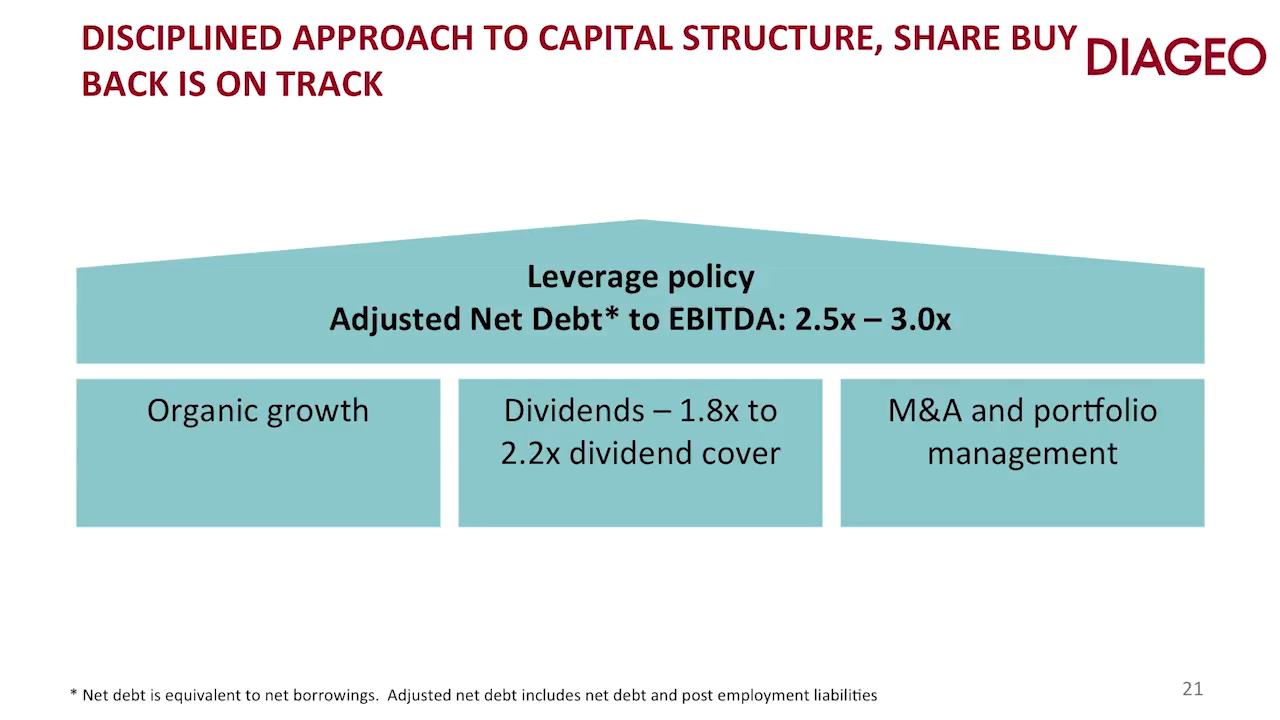 DISCIPLINED APPROACH TO CAPITAL STRUCTURE, SHARE BUY
BACK IS ON TRACK
DIAGEO
Leverage policy
Adjusted Net Debt* to EBITDA: 2.5x – 3.0x
Organic growth
Dividends – 1.8x to
2.2x dividend cover
M&A and portfolio
management
* Net debt is equivalent to net borrowings.  Adjusted net debt includes net debt and post employment liabilities
21